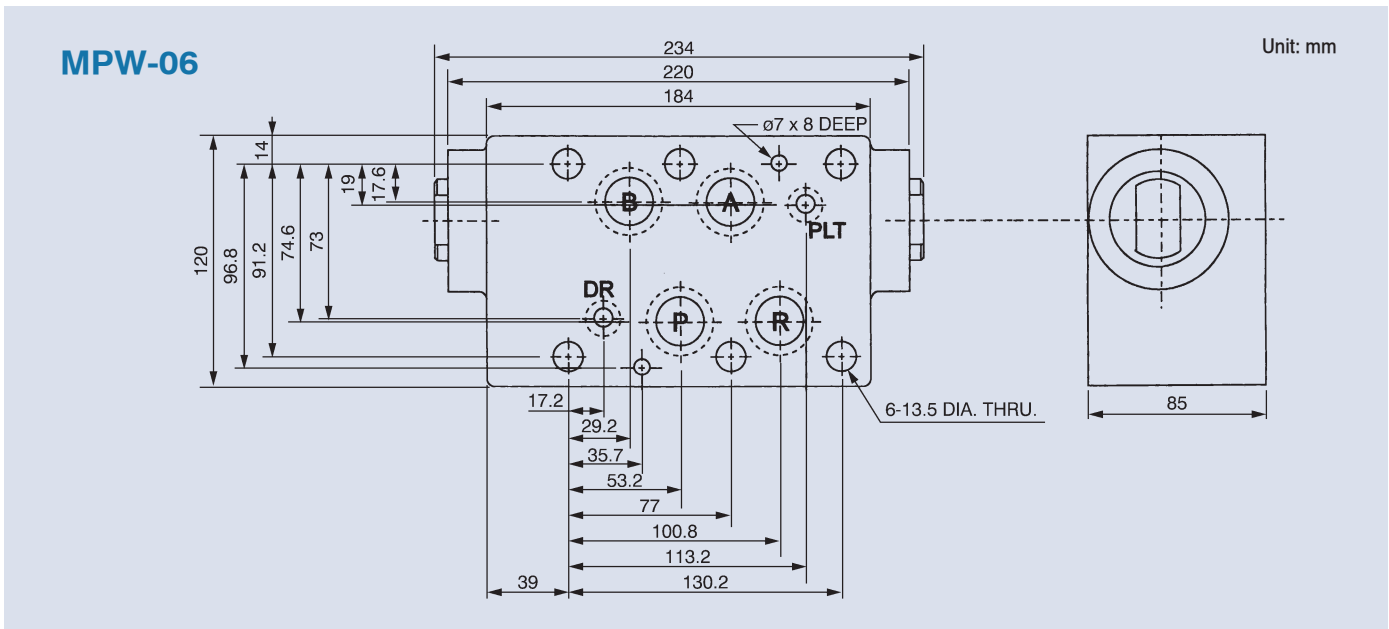 MPW-06
Unit: mm
234
220
184
ø7 x 8 DEEP
14
19
17.6
120
96.8
91.2
74.6
73
B
A
PLT
DR
P
R
17.2
29.2
35.7
53.2
77
100.8
113.2
39
130.2
6-13.5 DIA. THRU.
85